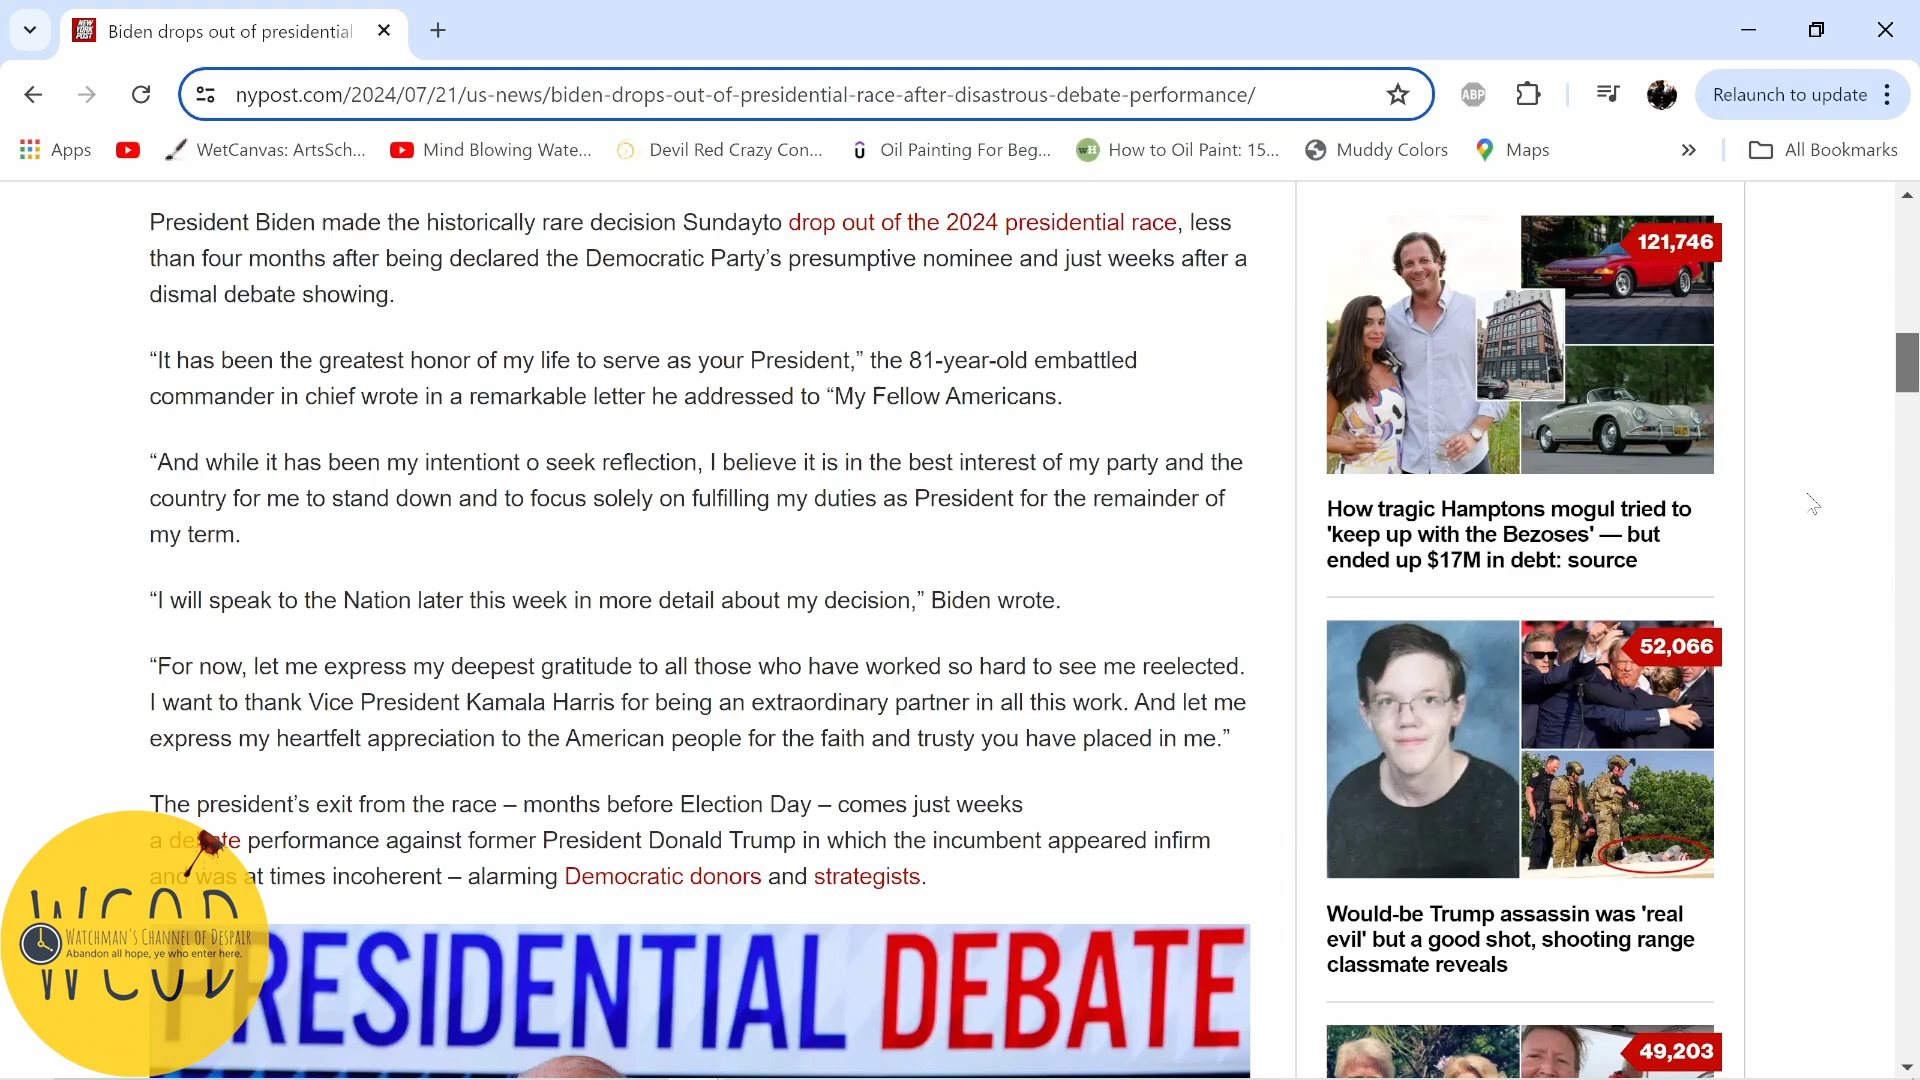 Biden drops out of presidential
nypost.com/2024/07/21/us-news/biden-drops-out-of-presidential-race-after-disastrous-debate-performance/
ABP
Relaunch to update
Apps
WetCanvas: ArtsSch...
Mind Blowing Wate...
Devil Red Crazy Con...
Oil Painting For Beg...
How to Oil Paint: 15...
Muddy Colors
Maps
»
All Bookmarks
President Biden made the historically rare decision Sundayto drop out of the 2024 presidential race, less
than four months after being declared the Democratic Party’s presumptive nominee and just weeks after a
dismal debate showing.
“It has been the greatest honor of my life to serve as your President,” the 81-year-old embattled
commander in chief wrote in a remarkable letter he addressed to “My Fellow Americans.
“And while it has been my intentiont o seek reflection, I believe it is in the best interest of my party and the
country for me to stand down and to focus solely on fulfilling my duties as President for the remainder of
my term.
“I will speak to the Nation later this week in more detail about my decision,” Biden wrote.
“For now, let me express my deepest gratitude to all those who have worked so hard to see me reelected.
I want to thank Vice President Kamala Harris for being an extraordinary partner in all this work. And let me
express my heartfelt appreciation to the American people for the faith and trusty you have placed in me.”
The president’s exit from the race – months before Election Day – comes just weeks
a debate performance against former President Donald Trump in which the incumbent appeared infirm
and was at times incoherent – alarming Democratic donors and strategists.
PRESIDENTIAL DEBATE
WCOD
WATCHMAN'S CHANNEL OF DESPAIR
Abandon all hope, ye who enter here.
121,746
How tragic Hamptons mogul tried to
'keep up with the Bezoses' — but
ended up $17M in debt: source
52,066
Would-be Trump assassin was 'real
evil' but a good shot, shooting range
classmate reveals
49,203